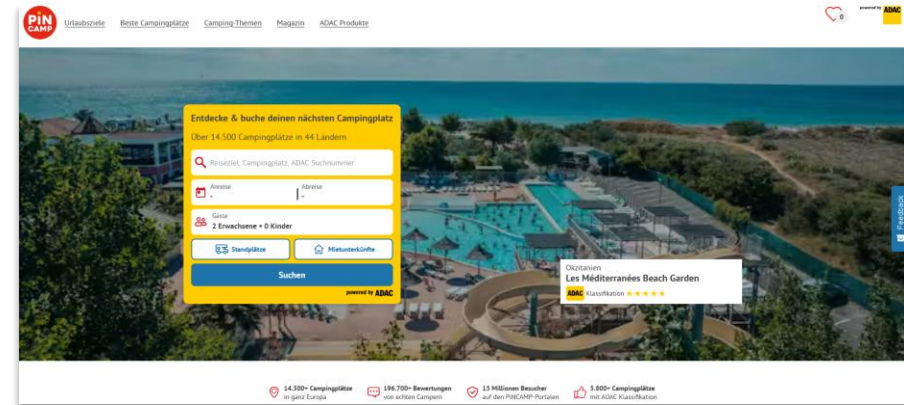 PiN
CAMP
Urlaubsziele Beste Campingplätze Camping-Themen Magazin ADAC Produkte
0
powered by ADAC
Entdecke & buche deinen nächsten Campingplatz
Über 14.500 Campingplätze in 44 Ländern
Reiseziel, Campingplatz, ADAC Suchnummer
Anreise Abreise
- -
Gäste
2 Erwachsene • 0 Kinder
Standplätze Mietunterkünfte
Suchen
powered by ADAC
Okzitanien
Les Méditerranées Beach Garden
ADAC Klassifikation ★★★★★
Feedback
14.500+ Campingplätze 196.700+ Bewertungen 15 Millionen Besucher 5.800+ Campingplätze
in ganz Europa von echten Campern auf den PiNCAMP-Portalen mit ADAC Klassifikation